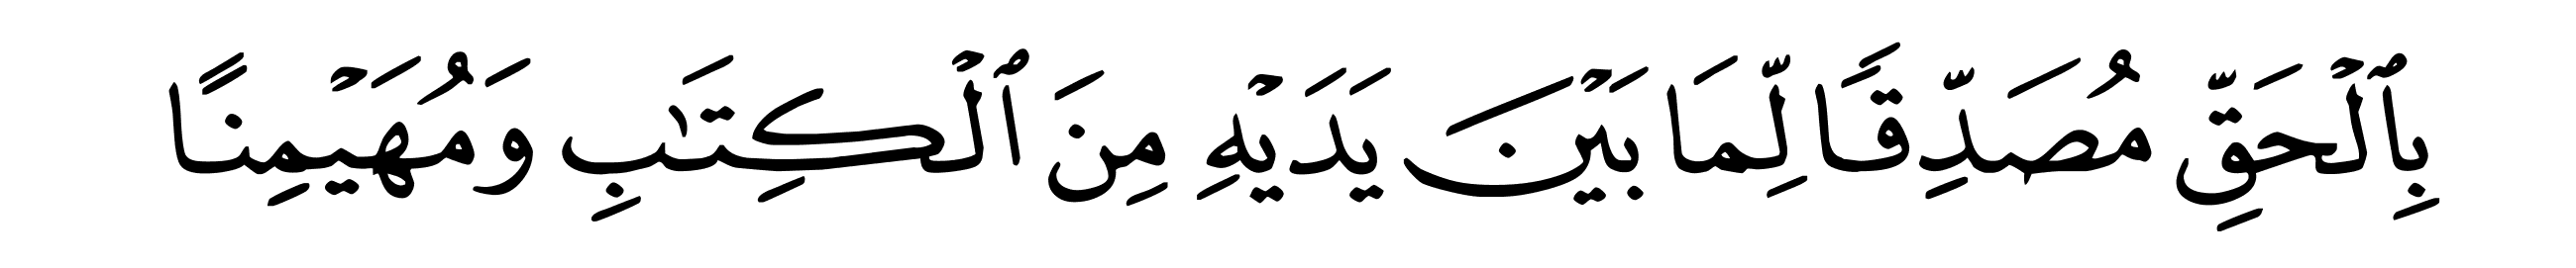 بِٱلْحَقِّ مُصَدِّقًا لِّمَا بَيْنَ يَدَيْهِ مِنَ ٱلْكِتَٰبِ وَمُهَيْمِنًا